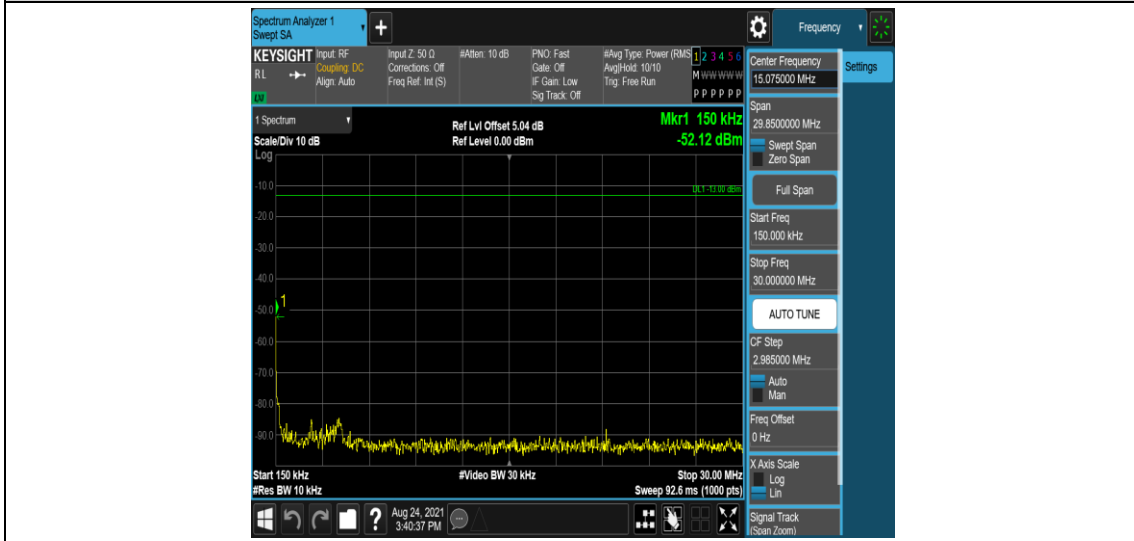 Spectrum Analyzer 1
Swept SA
+
Frequency
KEYSIGHT
RL
Input: RF
Coupling: DC
Align: Auto
Input Z: 50 Ω
Corrections: Off
Freq Ref: Int (S)
#Atten: 10 dB
PNO: Fast
Gate: Off
IF Gain: Low
Sig Track: Off
#Avg Type: Power (RMS
Avg|Hold: 10/10
Trig: Free Run
1 2 3 4 5 6
M W W W W W
P P P P P P
1 Spectrum
Scale/Div 10 dB
Log
Ref Lvl Offset 5.04 dB
Ref Level 0.00 dBm
Mkr1 150 kHz
-52.12 dBm
DL1 -13.00 dBm
-10.0
-20.0
-30.0
-40.0
-50.0
-60.0
-70.0
-80.0
-90.0
1
Start 150 kHz
#Res BW 10 kHz
#Video BW 30 kHz
Stop 30.00 MHz
Sweep 92.6 ms (1000 pts)
?
Aug 24, 2021
3:40:37 PM
Center Frequency
15.075000 MHz
Settings
Span
29.8500000 MHz
Swept Span
Zero Span
Full Span
Start Freq
150.000 kHz
Stop Freq
30.000000 MHz
AUTO TUNE
CF Step
2.985000 MHz
Auto
Man
Freq Offset
0 Hz
X Axis Scale
Log
Lin
Signal Track
(Span Zoom)